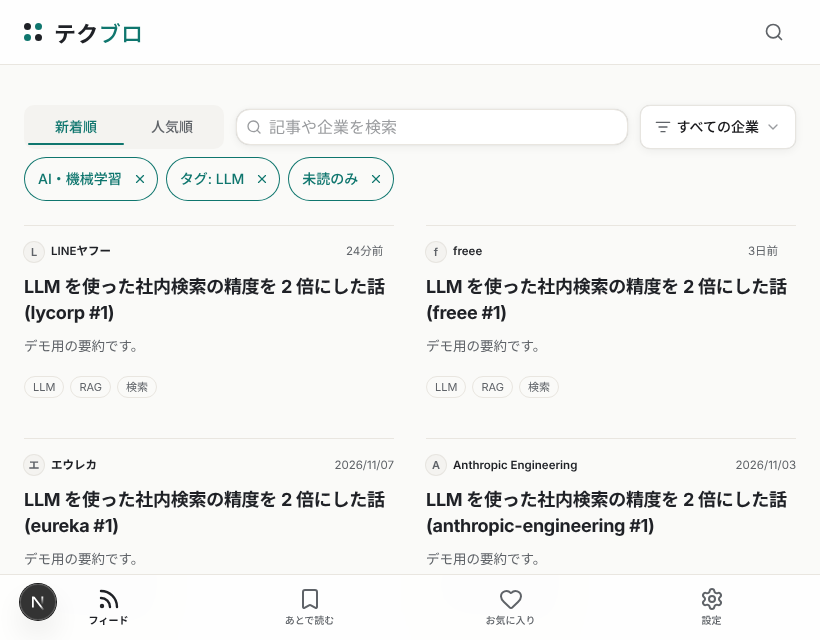 テクブロ
新着順
人気順
記事や企業を検索
すべての企業
AI・機械学習 ×
タグ: LLM ×
未読のみ ×
L LINEヤフー 24分前
LLM を使った社内検索の精度を 2 倍にした話
(lycorp #1)
デモ用の要約です。
LLM RAG 検索
f freee 3日前
LLM を使った社内検索の精度を 2 倍にした話
(freee #1)
デモ用の要約です。
LLM RAG 検索
エ エウレカ 2026/11/07
LLM を使った社内検索の精度を 2 倍にした話
(eureka #1)
デモ用の要約です。
A Anthropic Engineering 2026/11/03
LLM を使った社内検索の精度を 2 倍にした話
(anthropic-engineering #1)
デモ用の要約です。
N
フィード
あとで読む
お気に入り
設定